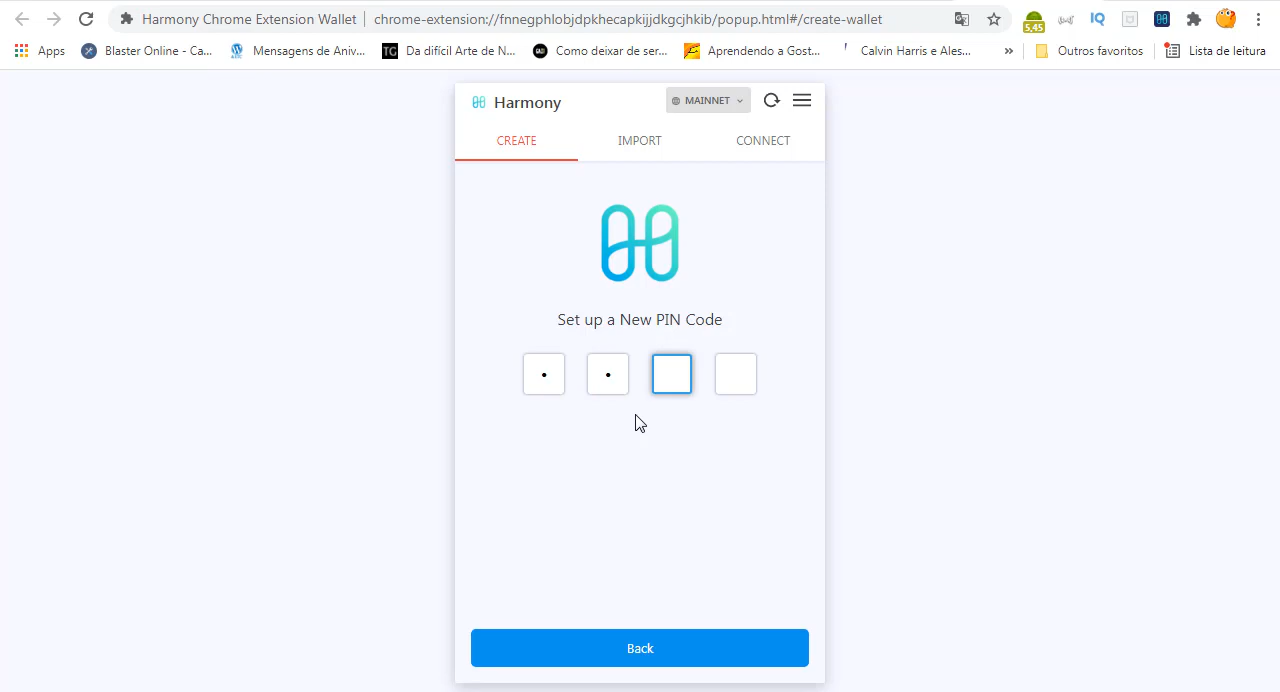 Harmony Chrome Extension Wallet | chrome-extension://fnnegphlobjdpkhecapkijjdkgcjhkib/popup.html#/create-wallet
5,45
IQ
Apps
Blaster Online - Ca...
Mensagens de Aniv...
TG
Da difícil Arte de N...
Como deixar de ser...
Aprendendo a Gost...
Calvin Harris e Ales...
»
Outros favoritos
Lista de leitura
Harmony
MAINNET
CREATE
IMPORT
CONNECT
Set up a New PIN Code
Back